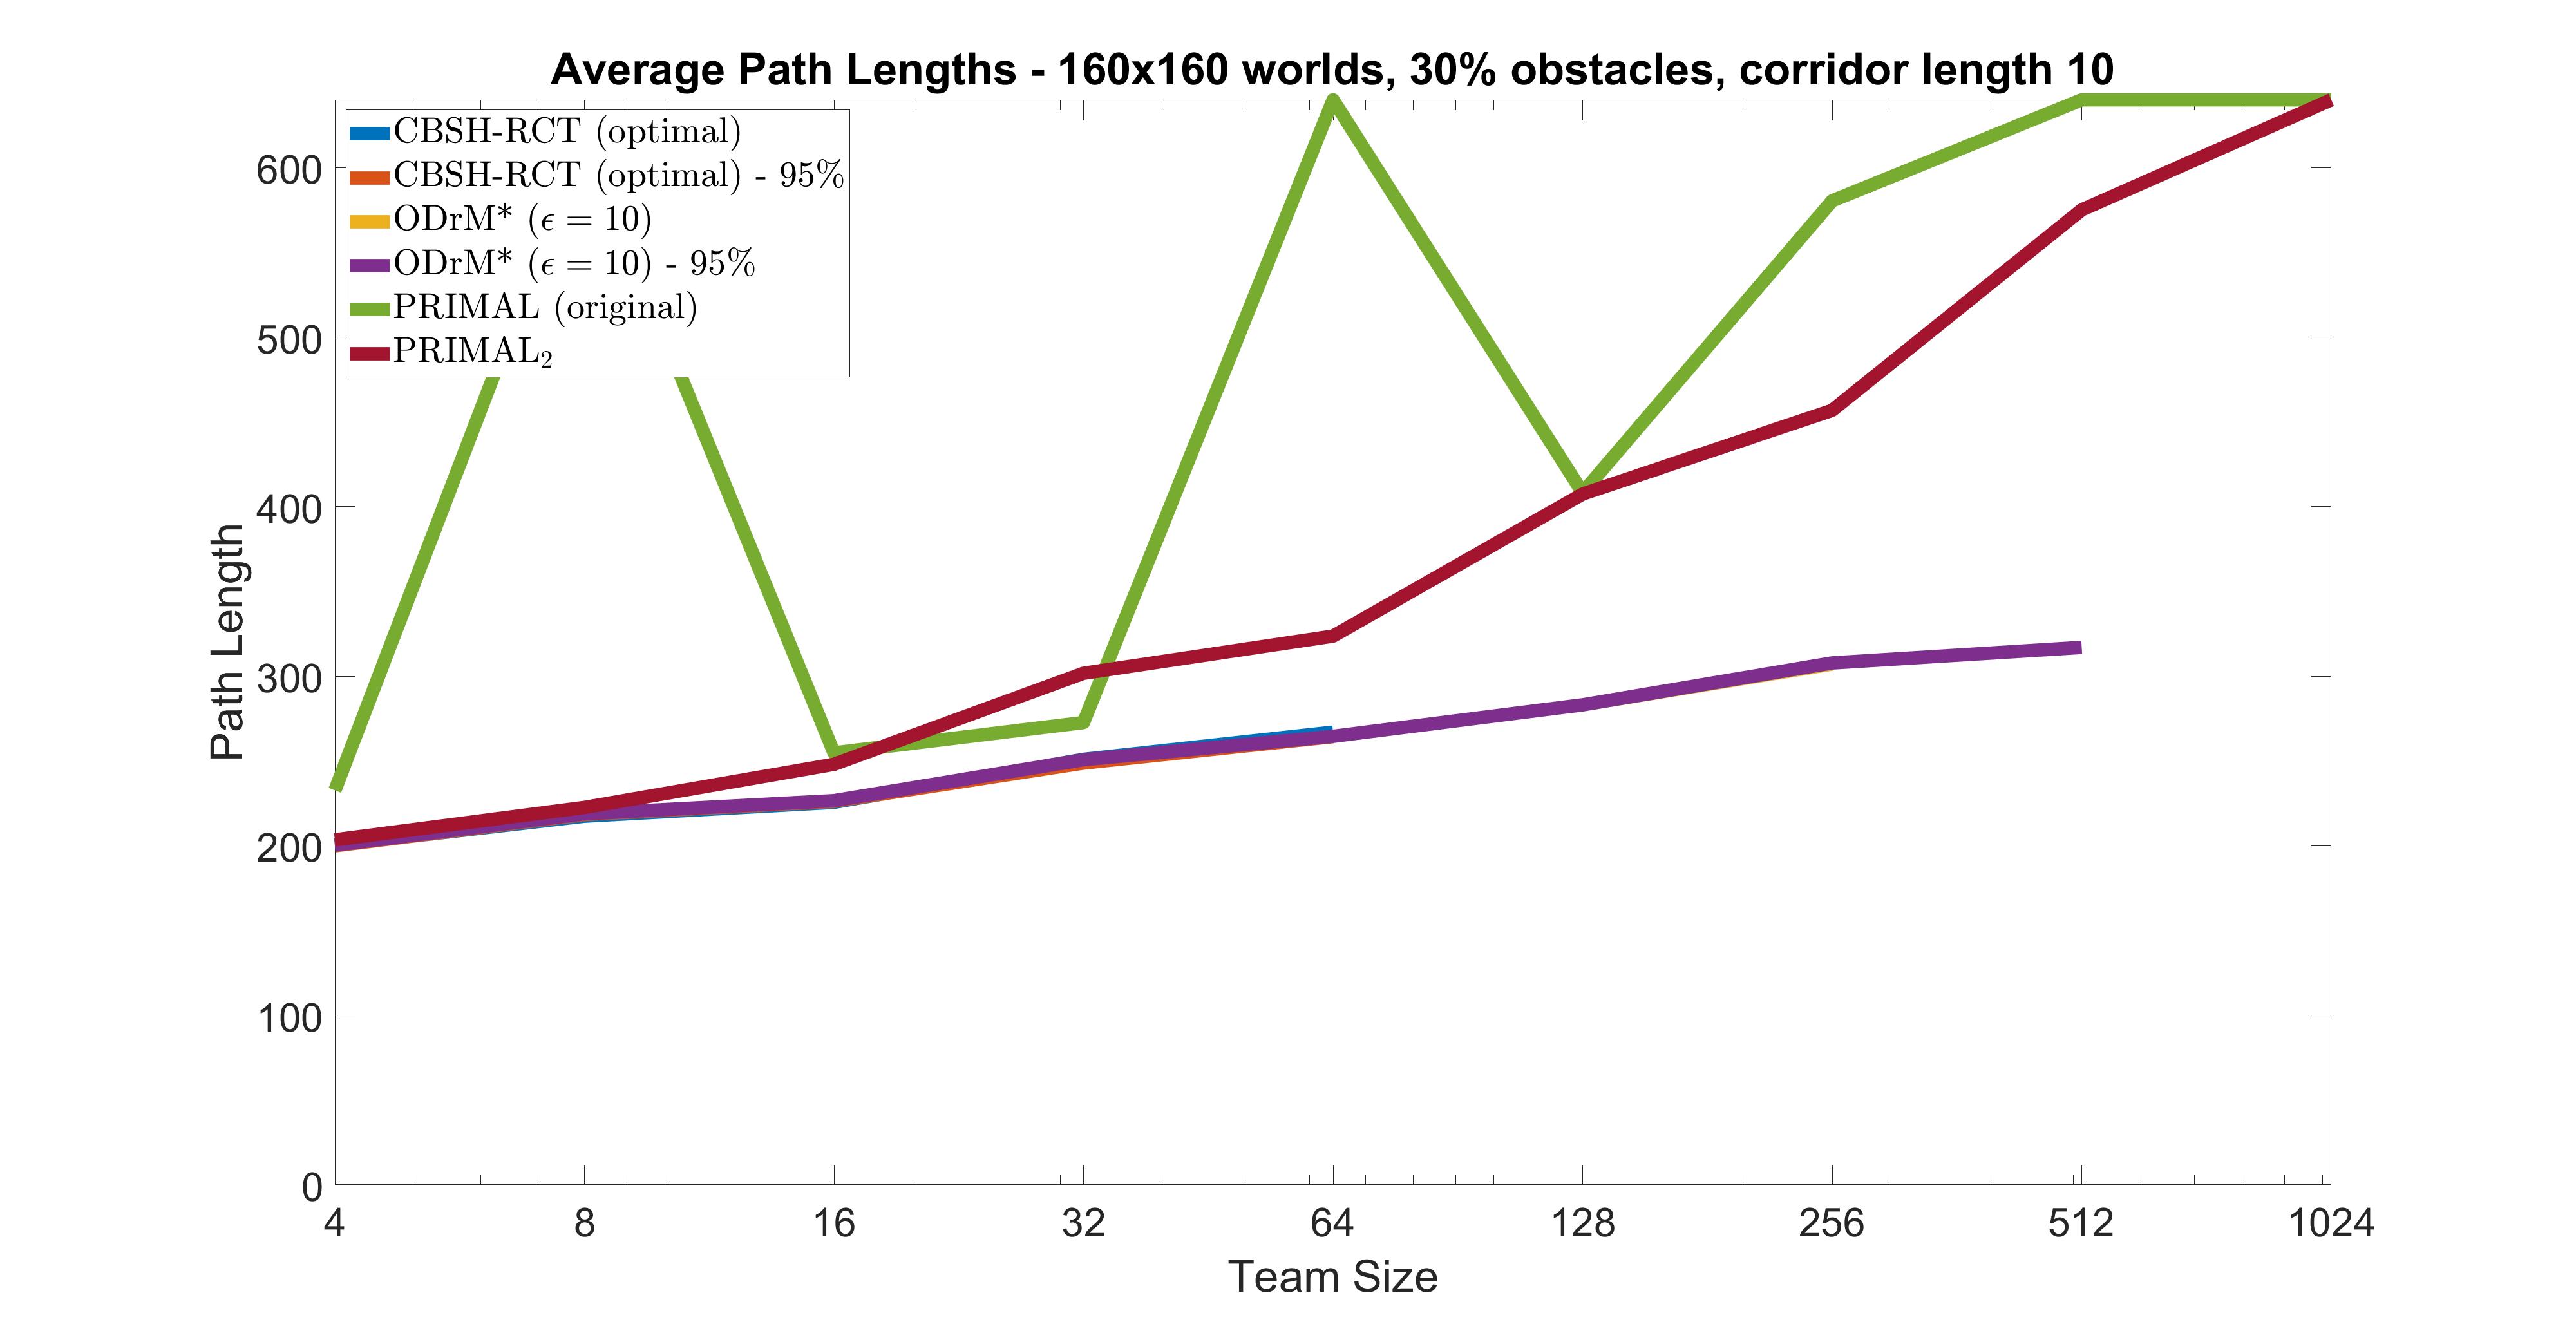 Average Path Lengths - 160x160 worlds, 30% obstacles, corridor length 10
CBSH-RCT (optimal)
CBSH-RCT (optimal) - 95%
ODrM* (ϵ = 10)
ODrM* (ϵ = 10) - 95%
PRIMAL (original)
PRIMAL₂
600
500
400
300
200
100
0
Path Length
4 8 16 32 64 128 256 512 1024
Team Size